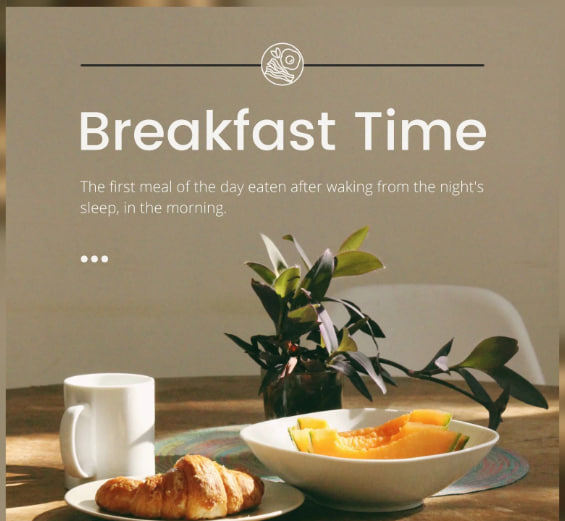 Breakfast Time
The first meal of the day eaten after waking from the night's
sleep, in the morning.